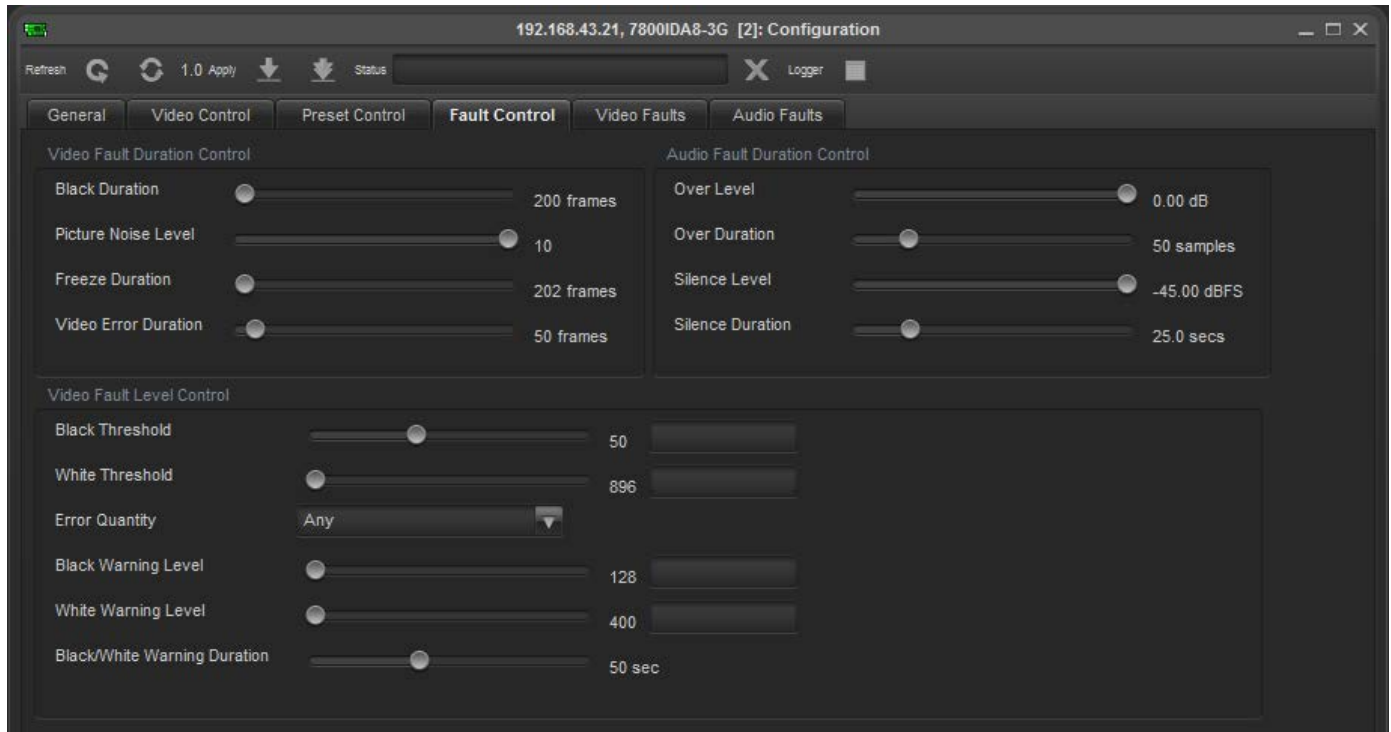 192.168.43.21, 7800IDA8-3G [2]: Configuration
Refresh 1.0 Apply Status Logger
General Video Control Preset Control Fault Control Video Faults Audio Faults
Video Fault Duration Control
Black Duration 200 frames
Picture Noise Level 10
Freeze Duration 202 frames
Video Error Duration 50 frames
Audio Fault Duration Control
Over Level 0.00 dB
Over Duration 50 samples
Silence Level -45.00 dBFS
Silence Duration 25.0 secs
Video Fault Level Control
Black Threshold 50
White Threshold 896
Error Quantity Any
Black Warning Level 128
White Warning Level 400
Black/White Warning Duration 50 sec